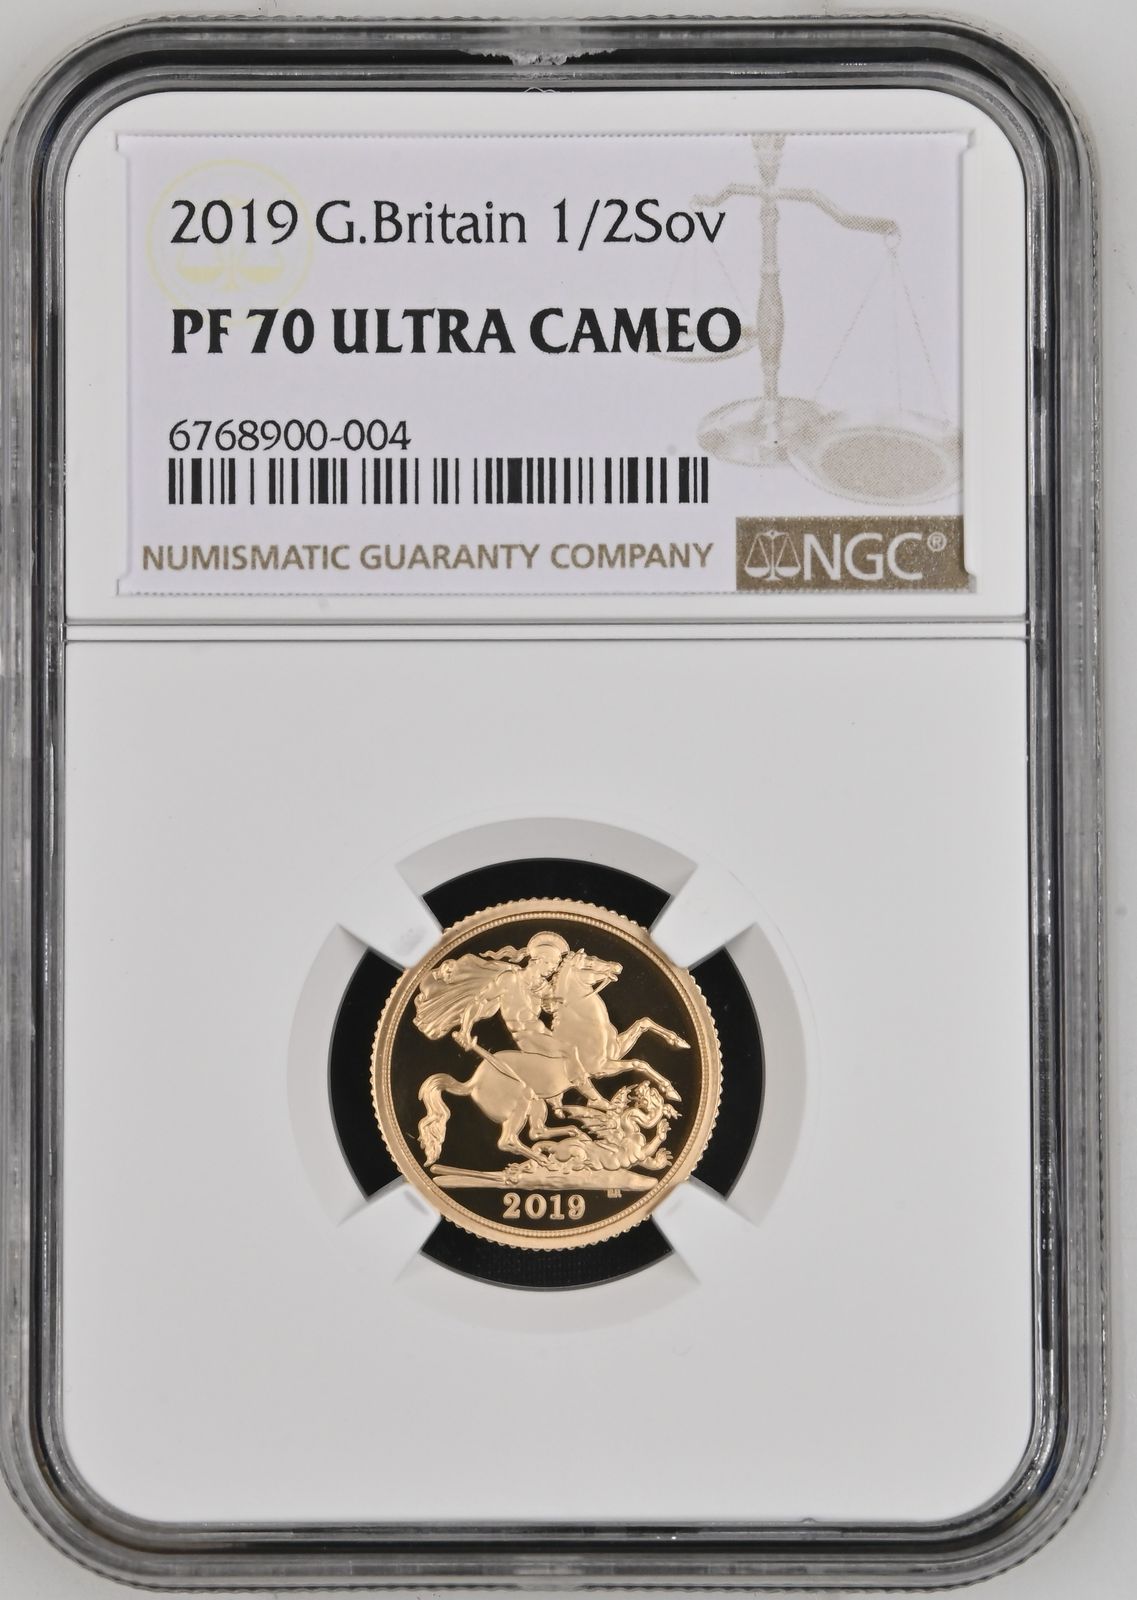 2019 G.Britain 1/2Sov
PF 70 ULTRA CAMEO
6768900-004
NUMISMATIC GUARANTY COMPANY
NGC®
2019